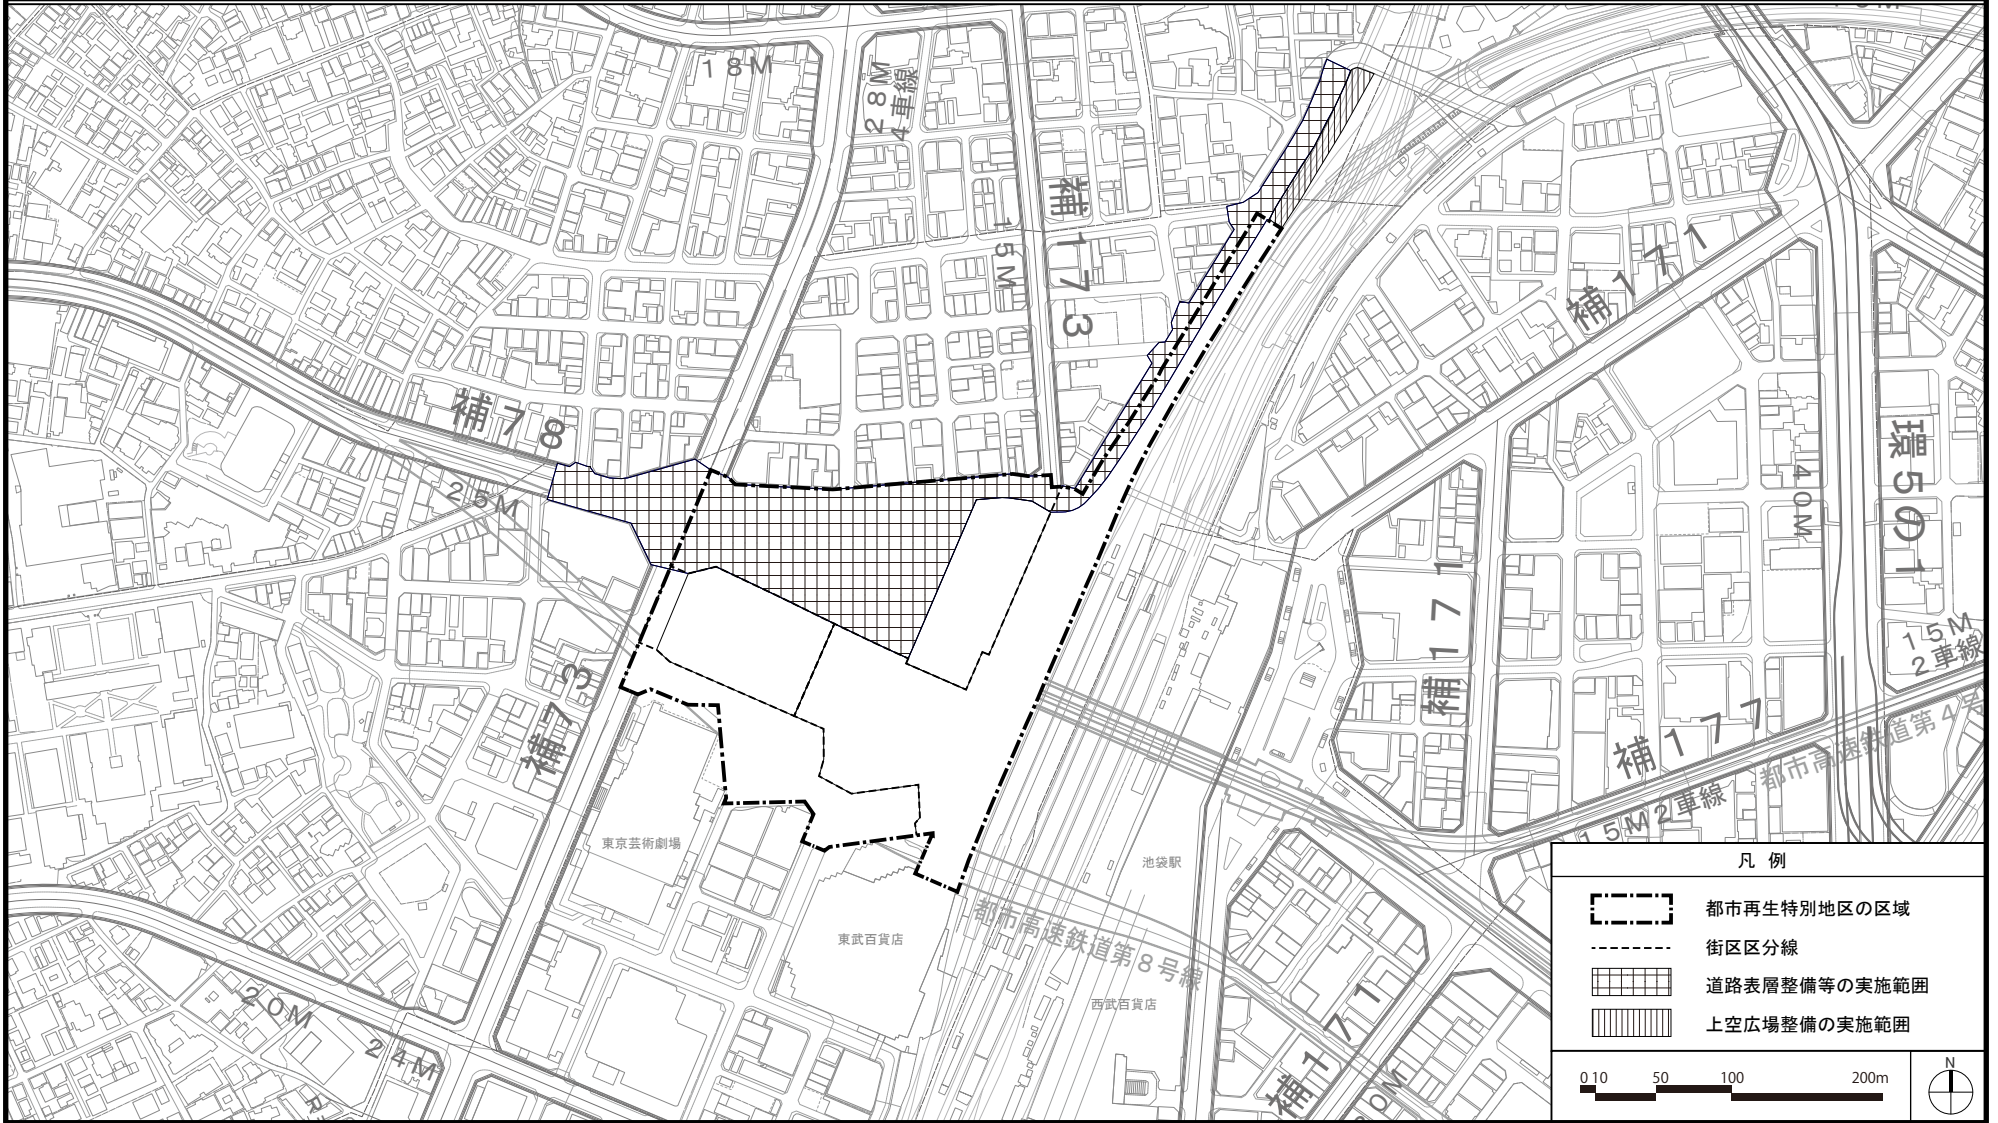 18M
28M
4車線
15M
補173
補171
補78
25M
環5の1
40M
補171
補73
15M
2車線
補177
都市高速鉄道第4号
15M2車線
東京芸術劇場
池袋駅
東武百貨店
都市高速鉄道第8号線
西武百貨店
20M
24M
補171
凡例
都市再生特別地区の区域
街区区分線
道路表層整備等の実施範囲
上空広場整備の実施範囲
0 10 50 100 200m
N